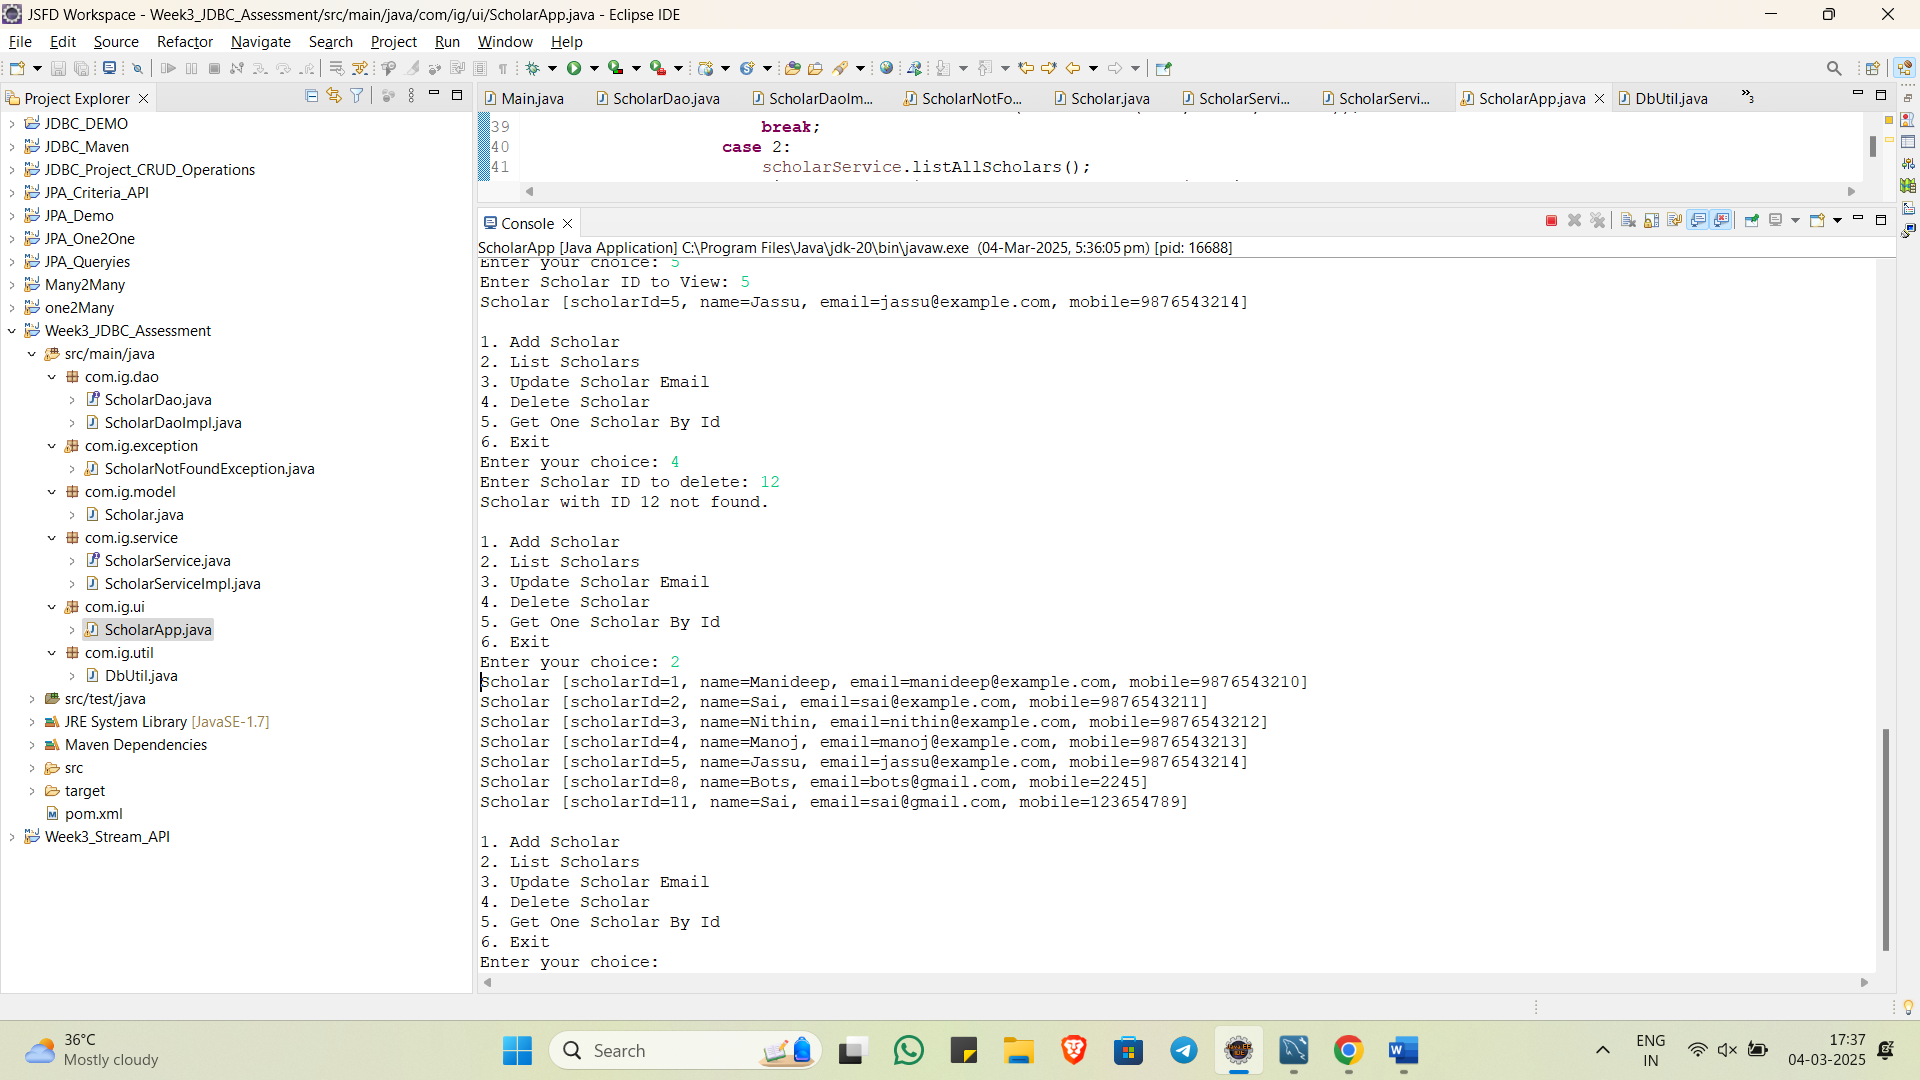 JSFD Workspace - Week3_JDBC_Assessment/src/main/java/com/ig/ui/ScholarApp.java - Eclipse IDE
File Edit Source Refactor Navigate Search Project Run Window Help
Project Explorer
JDBC_DEMO
JDBC_Maven
JDBC_Project_CRUD_Operations
JPA_Criteria_API
JPA_Demo
JPA_One2One
JPA_Queryies
Many2Many
one2Many
Week3_JDBC_Assessment
src/main/java
com.ig.dao
ScholarDao.java
ScholarDaoImpl.java
com.ig.exception
ScholarNotFoundException.java
com.ig.model
Scholar.java
com.ig.service
ScholarService.java
ScholarServiceImpl.java
com.ig.ui
ScholarApp.java
com.ig.util
DbUtil.java
src/test/java
JRE System Library [JavaSE-1.7]
Maven Dependencies
src
target
pom.xml
Week3_Stream_API
Main.java ScholarDao.java ScholarDaoIm... ScholarNotFo... Scholar.java ScholarServi... ScholarServi... ScholarApp.java DbUtil.java »3
39 break;
40 case 2:
41 scholarService.listAllScholars();
Console
ScholarApp [Java Application] C:\Program Files\Java\jdk-20\bin\javaw.exe (04-Mar-2025, 5:36:05 pm) [pid: 16688]
Enter your choice: 5
Enter Scholar ID to View: 5
Scholar [scholarId=5, name=Jassu, email=jassu@example.com, mobile=9876543214]
1. Add Scholar
2. List Scholars
3. Update Scholar Email
4. Delete Scholar
5. Get One Scholar By Id
6. Exit
Enter your choice: 4
Enter Scholar ID to delete: 12
Scholar with ID 12 not found.
1. Add Scholar
2. List Scholars
3. Update Scholar Email
4. Delete Scholar
5. Get One Scholar By Id
6. Exit
Enter your choice: 2
Scholar [scholarId=1, name=Manideep, email=manideep@example.com, mobile=9876543210]
Scholar [scholarId=2, name=Sai, email=sai@example.com, mobile=9876543211]
Scholar [scholarId=3, name=Nithin, email=nithin@example.com, mobile=9876543212]
Scholar [scholarId=4, name=Manoj, email=manoj@example.com, mobile=9876543213]
Scholar [scholarId=5, name=Jassu, email=jassu@example.com, mobile=9876543214]
Scholar [scholarId=8, name=Bots, email=bots@gmail.com, mobile=2245]
Scholar [scholarId=11, name=Sai, email=sai@gmail.com, mobile=123654789]
1. Add Scholar
2. List Scholars
3. Update Scholar Email
4. Delete Scholar
5. Get One Scholar By Id
6. Exit
Enter your choice:
36°C
Mostly cloudy
Search
ENG
IN
17:37
04-03-2025